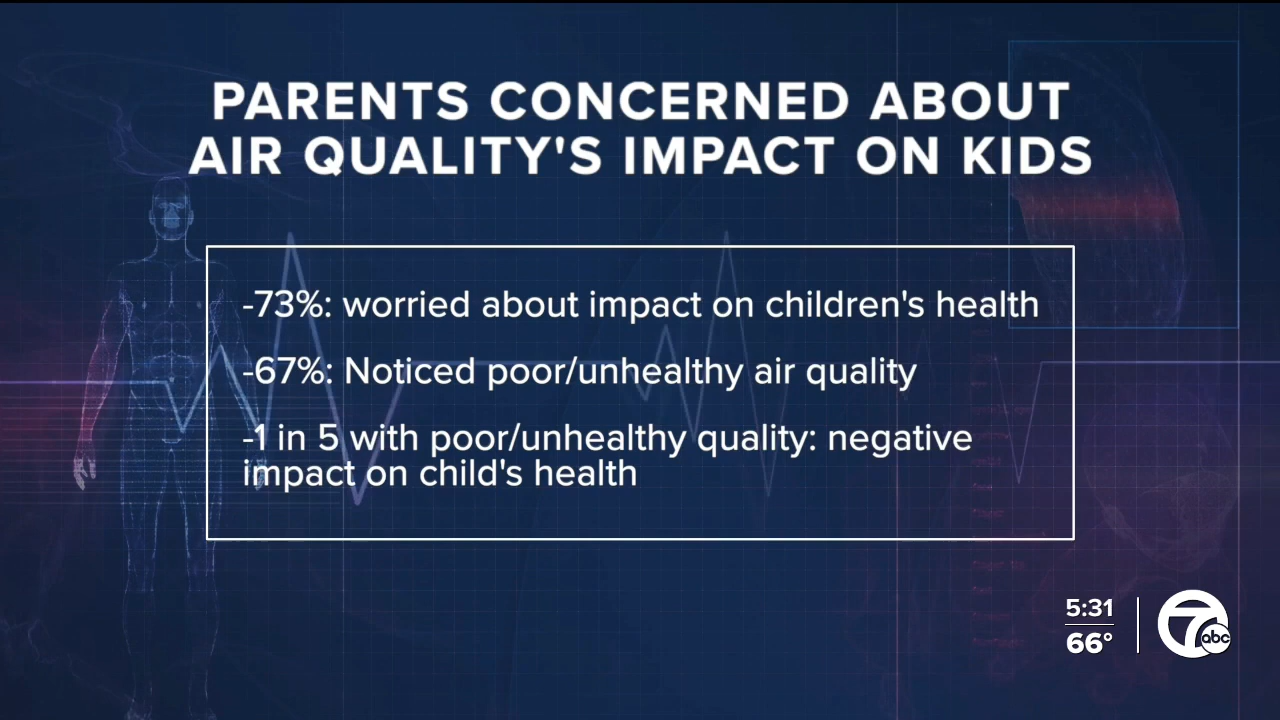 PARENTS CONCERNED ABOUT
AIR QUALITY'S IMPACT ON KIDS
-73%: worried about impact on children's health
-67%: Noticed poor/unhealthy air quality
-1 in 5 with poor/unhealthy quality: negative
impact on child's health
5:31
66°
7 abc